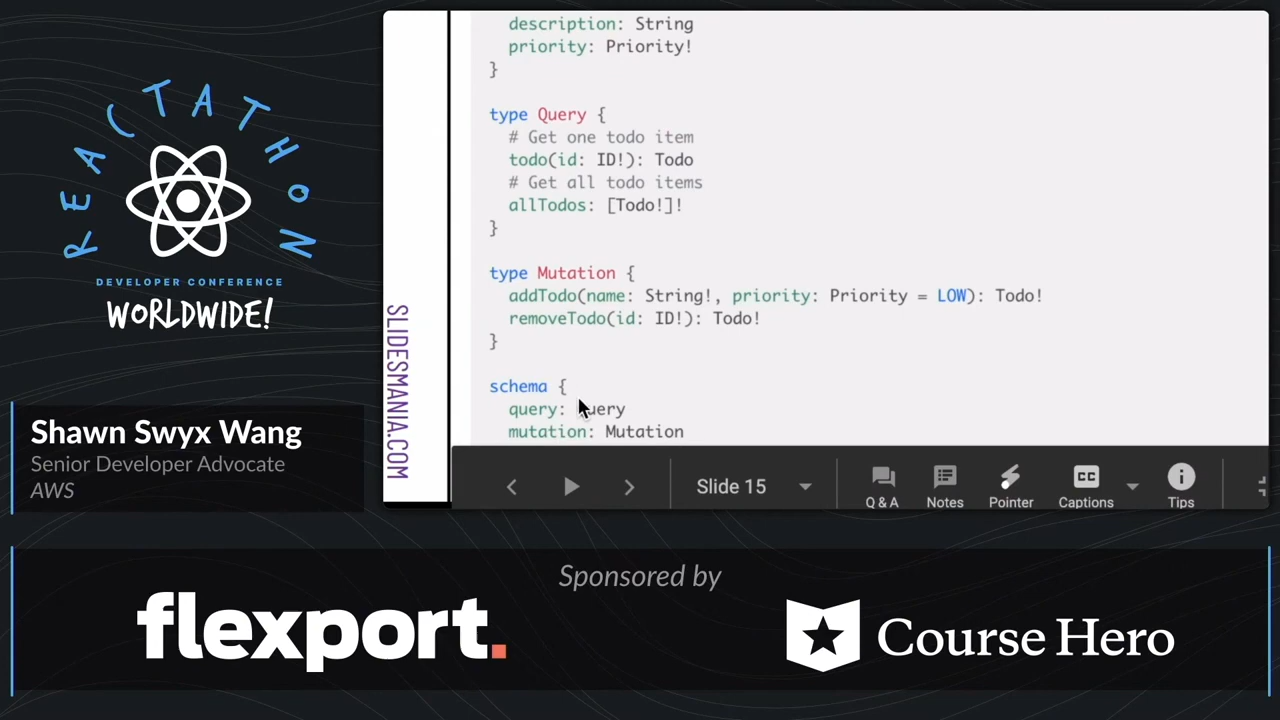 REACTATHON
DEVELOPER CONFERENCE
WORLDWIDE!
Shawn Swyx Wang
Senior Developer Advocate
AWS
SLIDESMANIA.COM
description: String
priority: Priority!
}
type Query {
# Get one todo item
todo(id: ID!): Todo
# Get all todo items
allTodos: [Todo!]!
}
type Mutation {
addTodo(name: String!, priority: Priority = LOW): Todo!
removeTodo(id: ID!): Todo!
}
schema {
query: Query
mutation: Mutation
Slide 15
Q & A
Notes
Pointer
CC
Captions
Tips
Sponsored by
flexport.
Course Hero